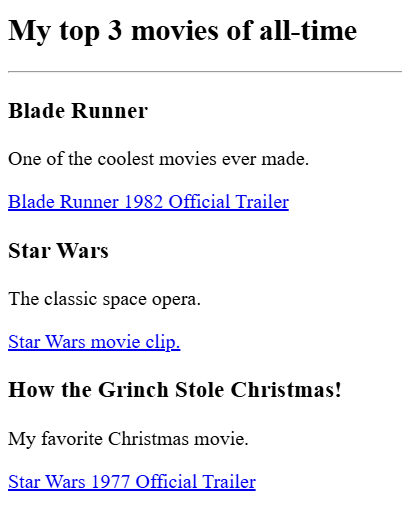 My top 3 movies of all-time
Blade Runner
One of the coolest movies ever made.
Blade Runner 1982 Official Trailer
Star Wars
The classic space opera.
Star Wars movie clip.
How the Grinch Stole Christmas!
My favorite Christmas movie.
Star Wars 1977 Official Trailer